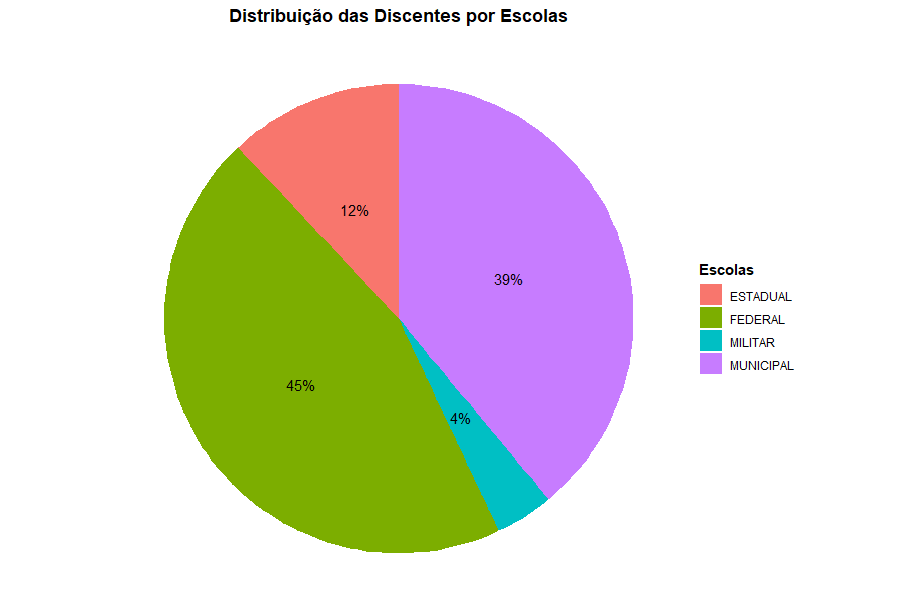 Distribuição das Discentes por Escolas
12%
39%
45%
4%
Escolas
ESTADUAL
FEDERAL
MILITAR
MUNICIPAL